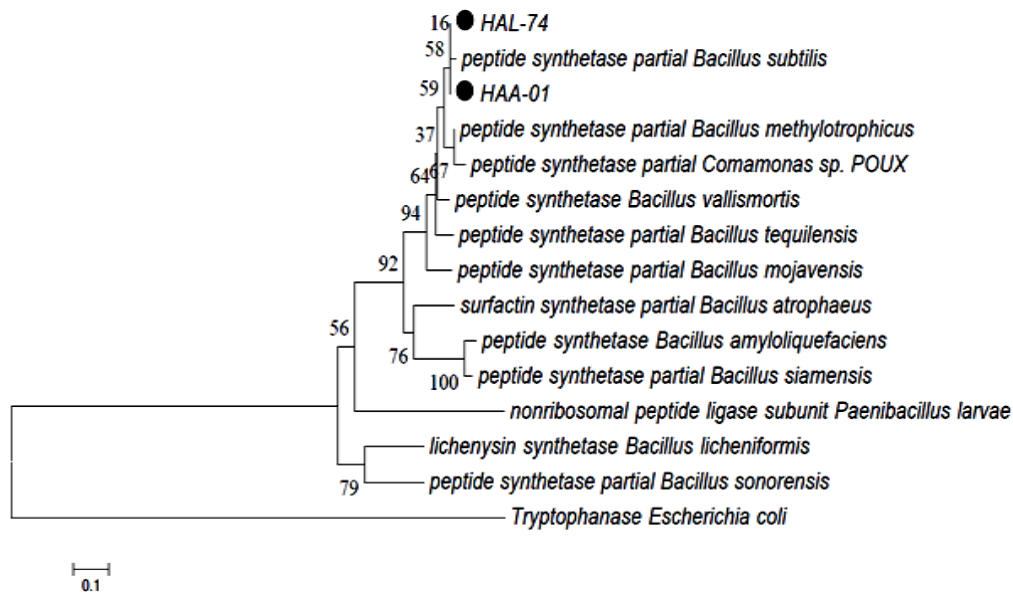 16 HAL-74
58 peptide synthetase partial Bacillus subtilis
59 HAA-01
37 peptide synthetase partial Bacillus methylotrophicus
67 peptide synthetase partial Comamonas sp. POUX
64 peptide synthetase Bacillus vallismortis
94 peptide synthetase partial Bacillus tequilensis
92 peptide synthetase partial Bacillus mojavensis
surfactin synthetase partial Bacillus atrophaeus
56 peptide synthetase Bacillus amyloliquefaciens
76
100 peptide synthetase partial Bacillus siamensis
nonribosomal peptide ligase subunit Paenibacillus larvae
lichenysin synthetase Bacillus licheniformis
79 peptide synthetase partial Bacillus sonorensis
Tryptophanase Escherichia coli
0.1